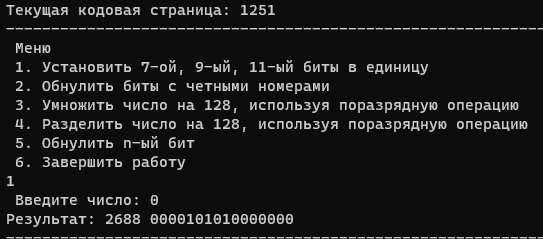 Текущая кодовая страница: 1251
------------------------------------------------------------
Меню
1. Установить 7-ой, 9-ый, 11-ый биты в единицу
2. Обнулить биты с четными номерами
3. Умножить число на 128, используя поразрядную операцию
4. Разделить число на 128, используя поразрядную операцию
5. Обнулить n-ый бит
6. Завершить работу
1
Введите число: 0
Результат: 2688 0000101010000000
------------------------------------------------------------